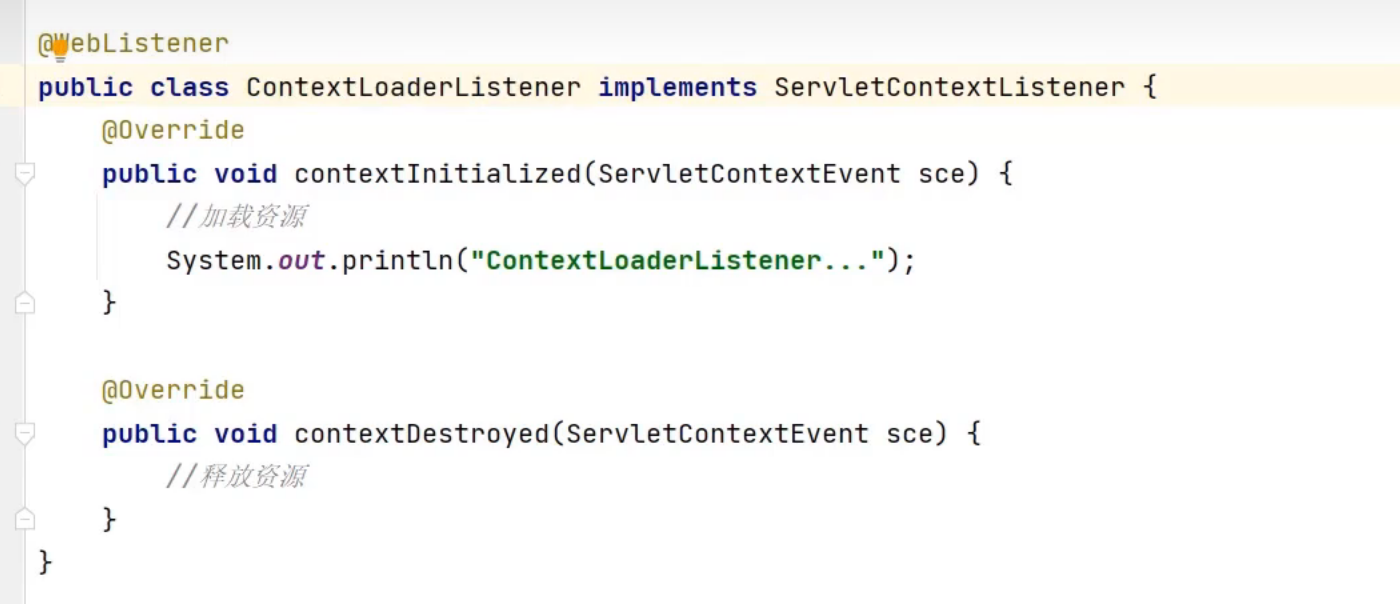 @WebListener
public class ContextLoaderListener implements ServletContextListener {
@Override
public void contextInitialized(ServletContextEvent sce) {
//加载资源
System.out.println("ContextLoaderListener...");
}
@Override
public void contextDestroyed(ServletContextEvent sce) {
//释放资源
}
}